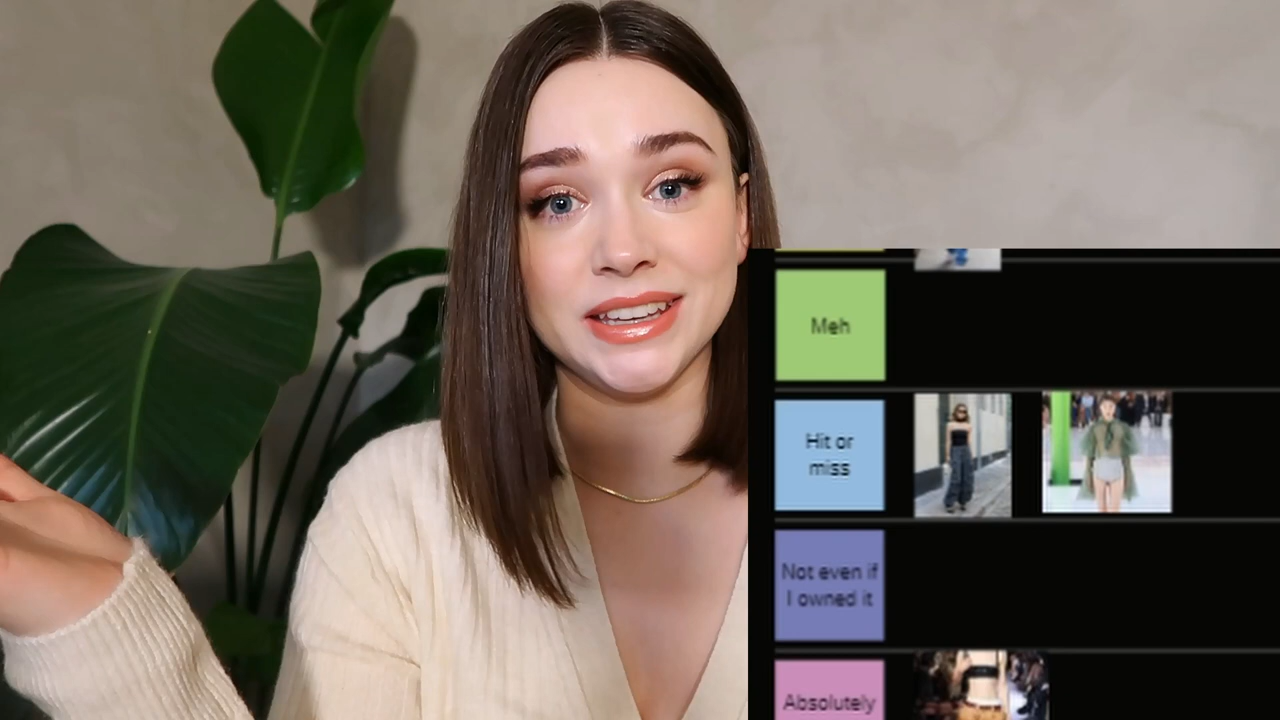 Meh
Hit or
miss
Not even if
I owned it
Absolutely